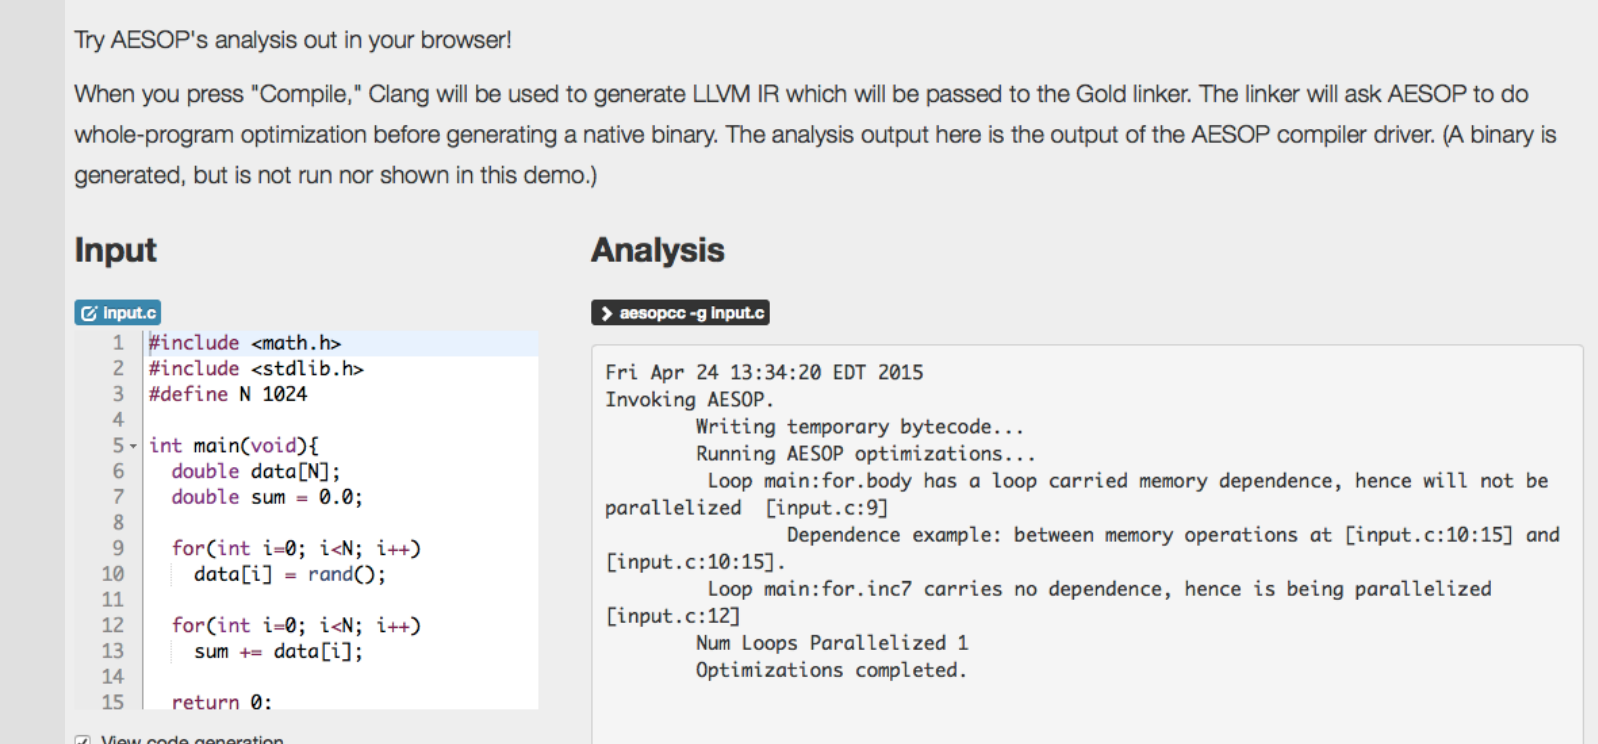 Try AESOP's analysis out in your browser!
When you press "Compile," Clang will be used to generate LLVM IR which will be passed to the Gold linker. The linker will ask AESOP to do
whole-program optimization before generating a native binary. The analysis output here is the output of the AESOP compiler driver. (A binary is
generated, but is not run nor shown in this demo.)
Input
input.c
1 #include <math.h>
2 #include <stdlib.h>
3 #define N 1024
4
5 int main(void){
6 double data[N];
7 double sum = 0.0;
8
9 for(int i=0; i<N; i++)
10 data[i] = rand();
11
12 for(int i=0; i<N; i++)
13 sum += data[i];
14
15 return 0;
View code generation
Analysis
aesopcc -g input.c
Fri Apr 24 13:34:20 EDT 2015
Invoking AESOP.
Writing temporary bytecode...
Running AESOP optimizations...
Loop main:for.body has a loop carried memory dependence, hence will not be
parallelized [input.c:9]
Dependence example: between memory operations at [input.c:10:15] and
[input.c:10:15].
Loop main:for.inc7 carries no dependence, hence is being parallelized
[input.c:12]
Num Loops Parallelized 1
Optimizations completed.